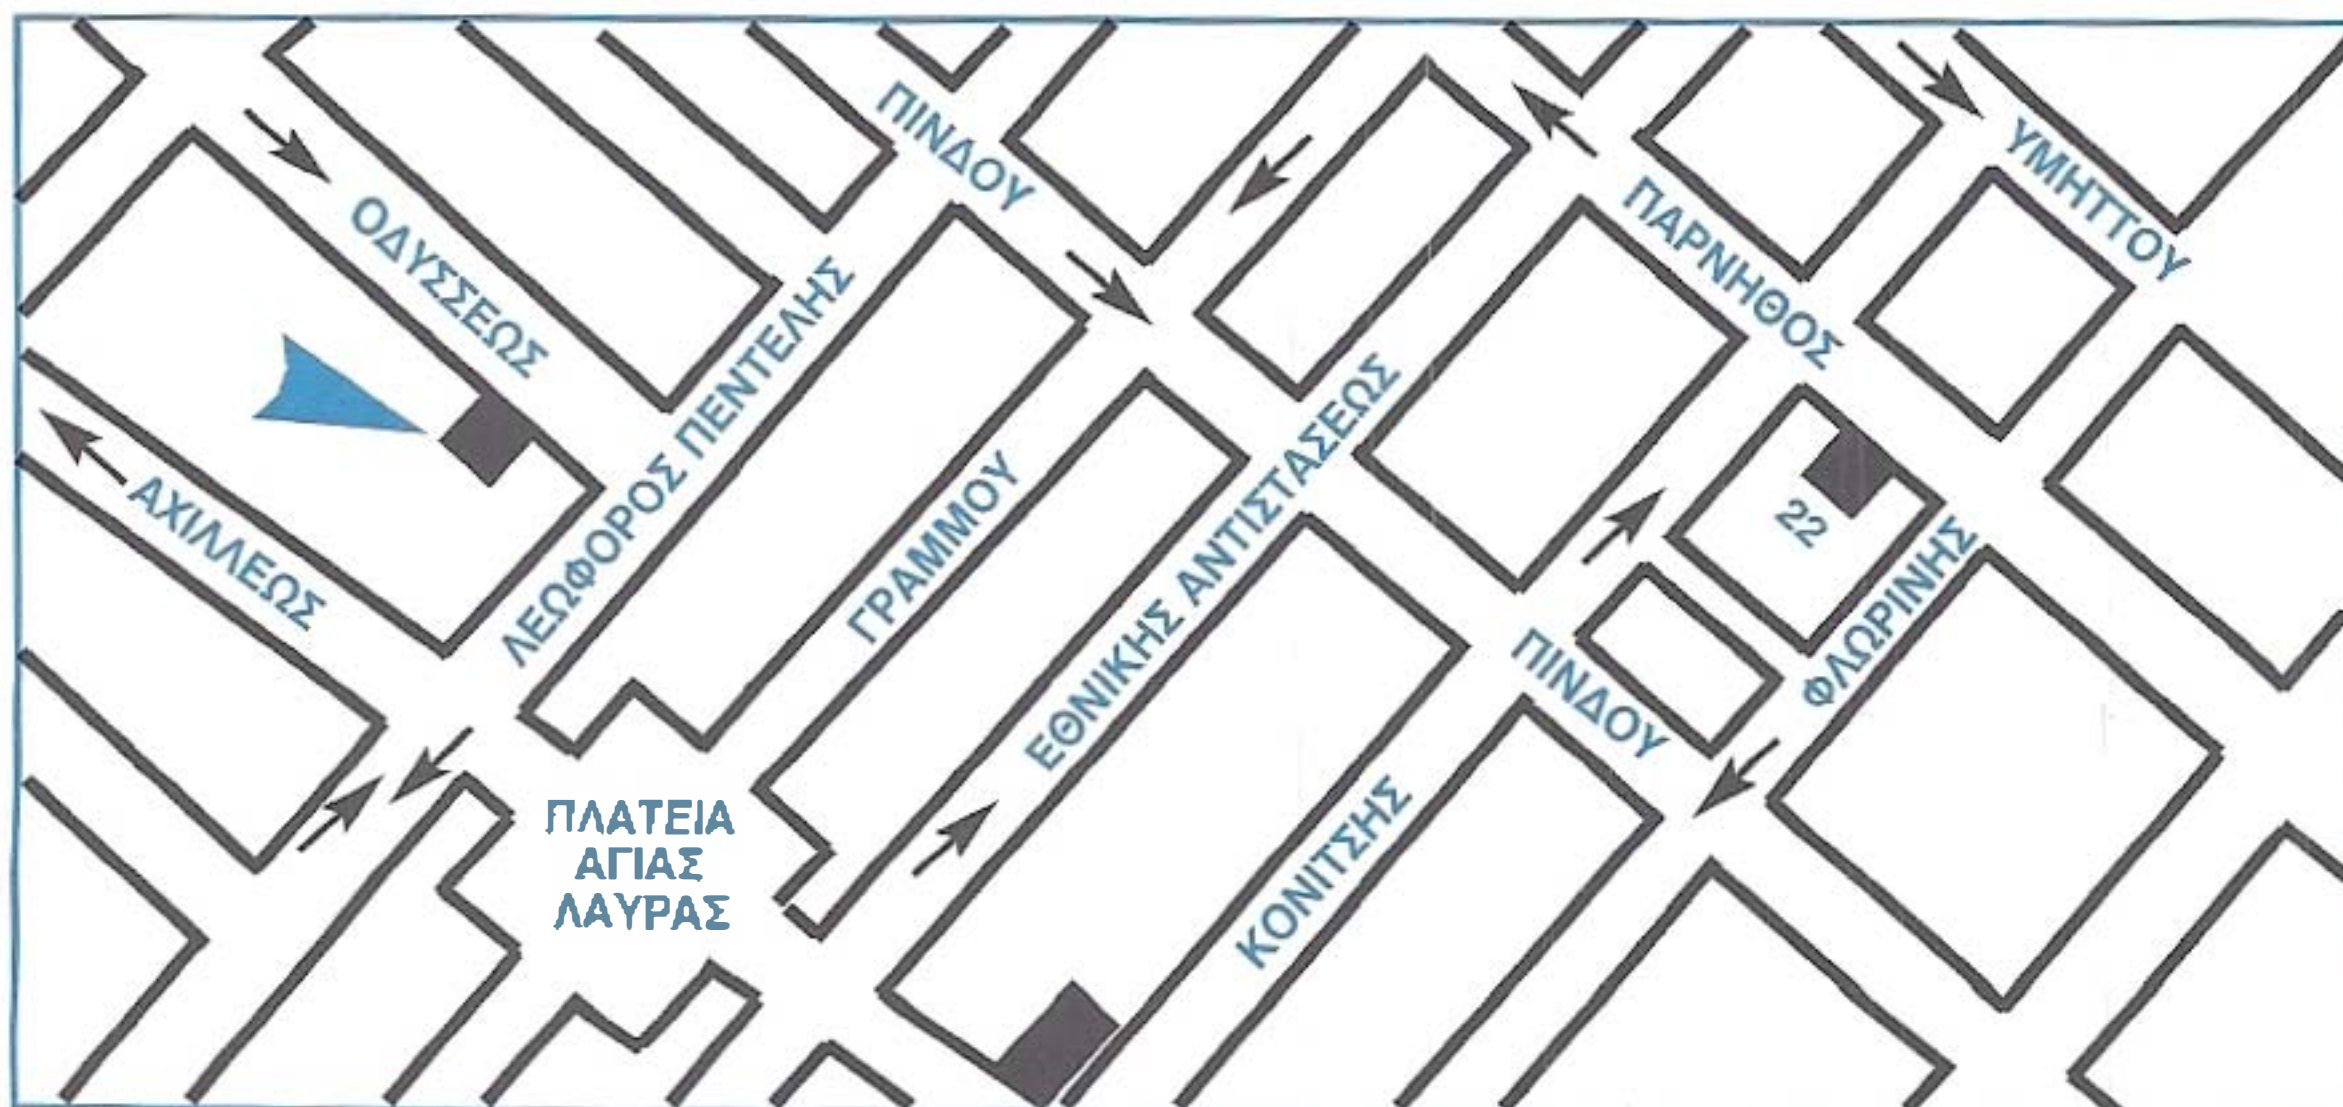 ΠΙΝΔΟΥ
ΥΜΗΤΤΟΥ
ΟΔΥΣΣΕΩΣ
ΠΑΡΝΗΘΟΣ
ΛΕΩΦΟΡΟΣ ΠΕΝΤΕΛΗΣ
ΑΧΙΛΛΕΩΣ
ΓΡΑΜΜΟΥ
ΕΘΝΙΚΗΣ ΑΝΤΙΣΤΑΣΕΩΣ
22
ΦΛΩΡΙΝΗΣ
ΠΙΝΔΟΥ
ΠΛΑΤΕΙΑ
ΑΓΙΑΣ
ΛΑΥΡΑΣ
ΚΟΝΙΤΣΗΣ